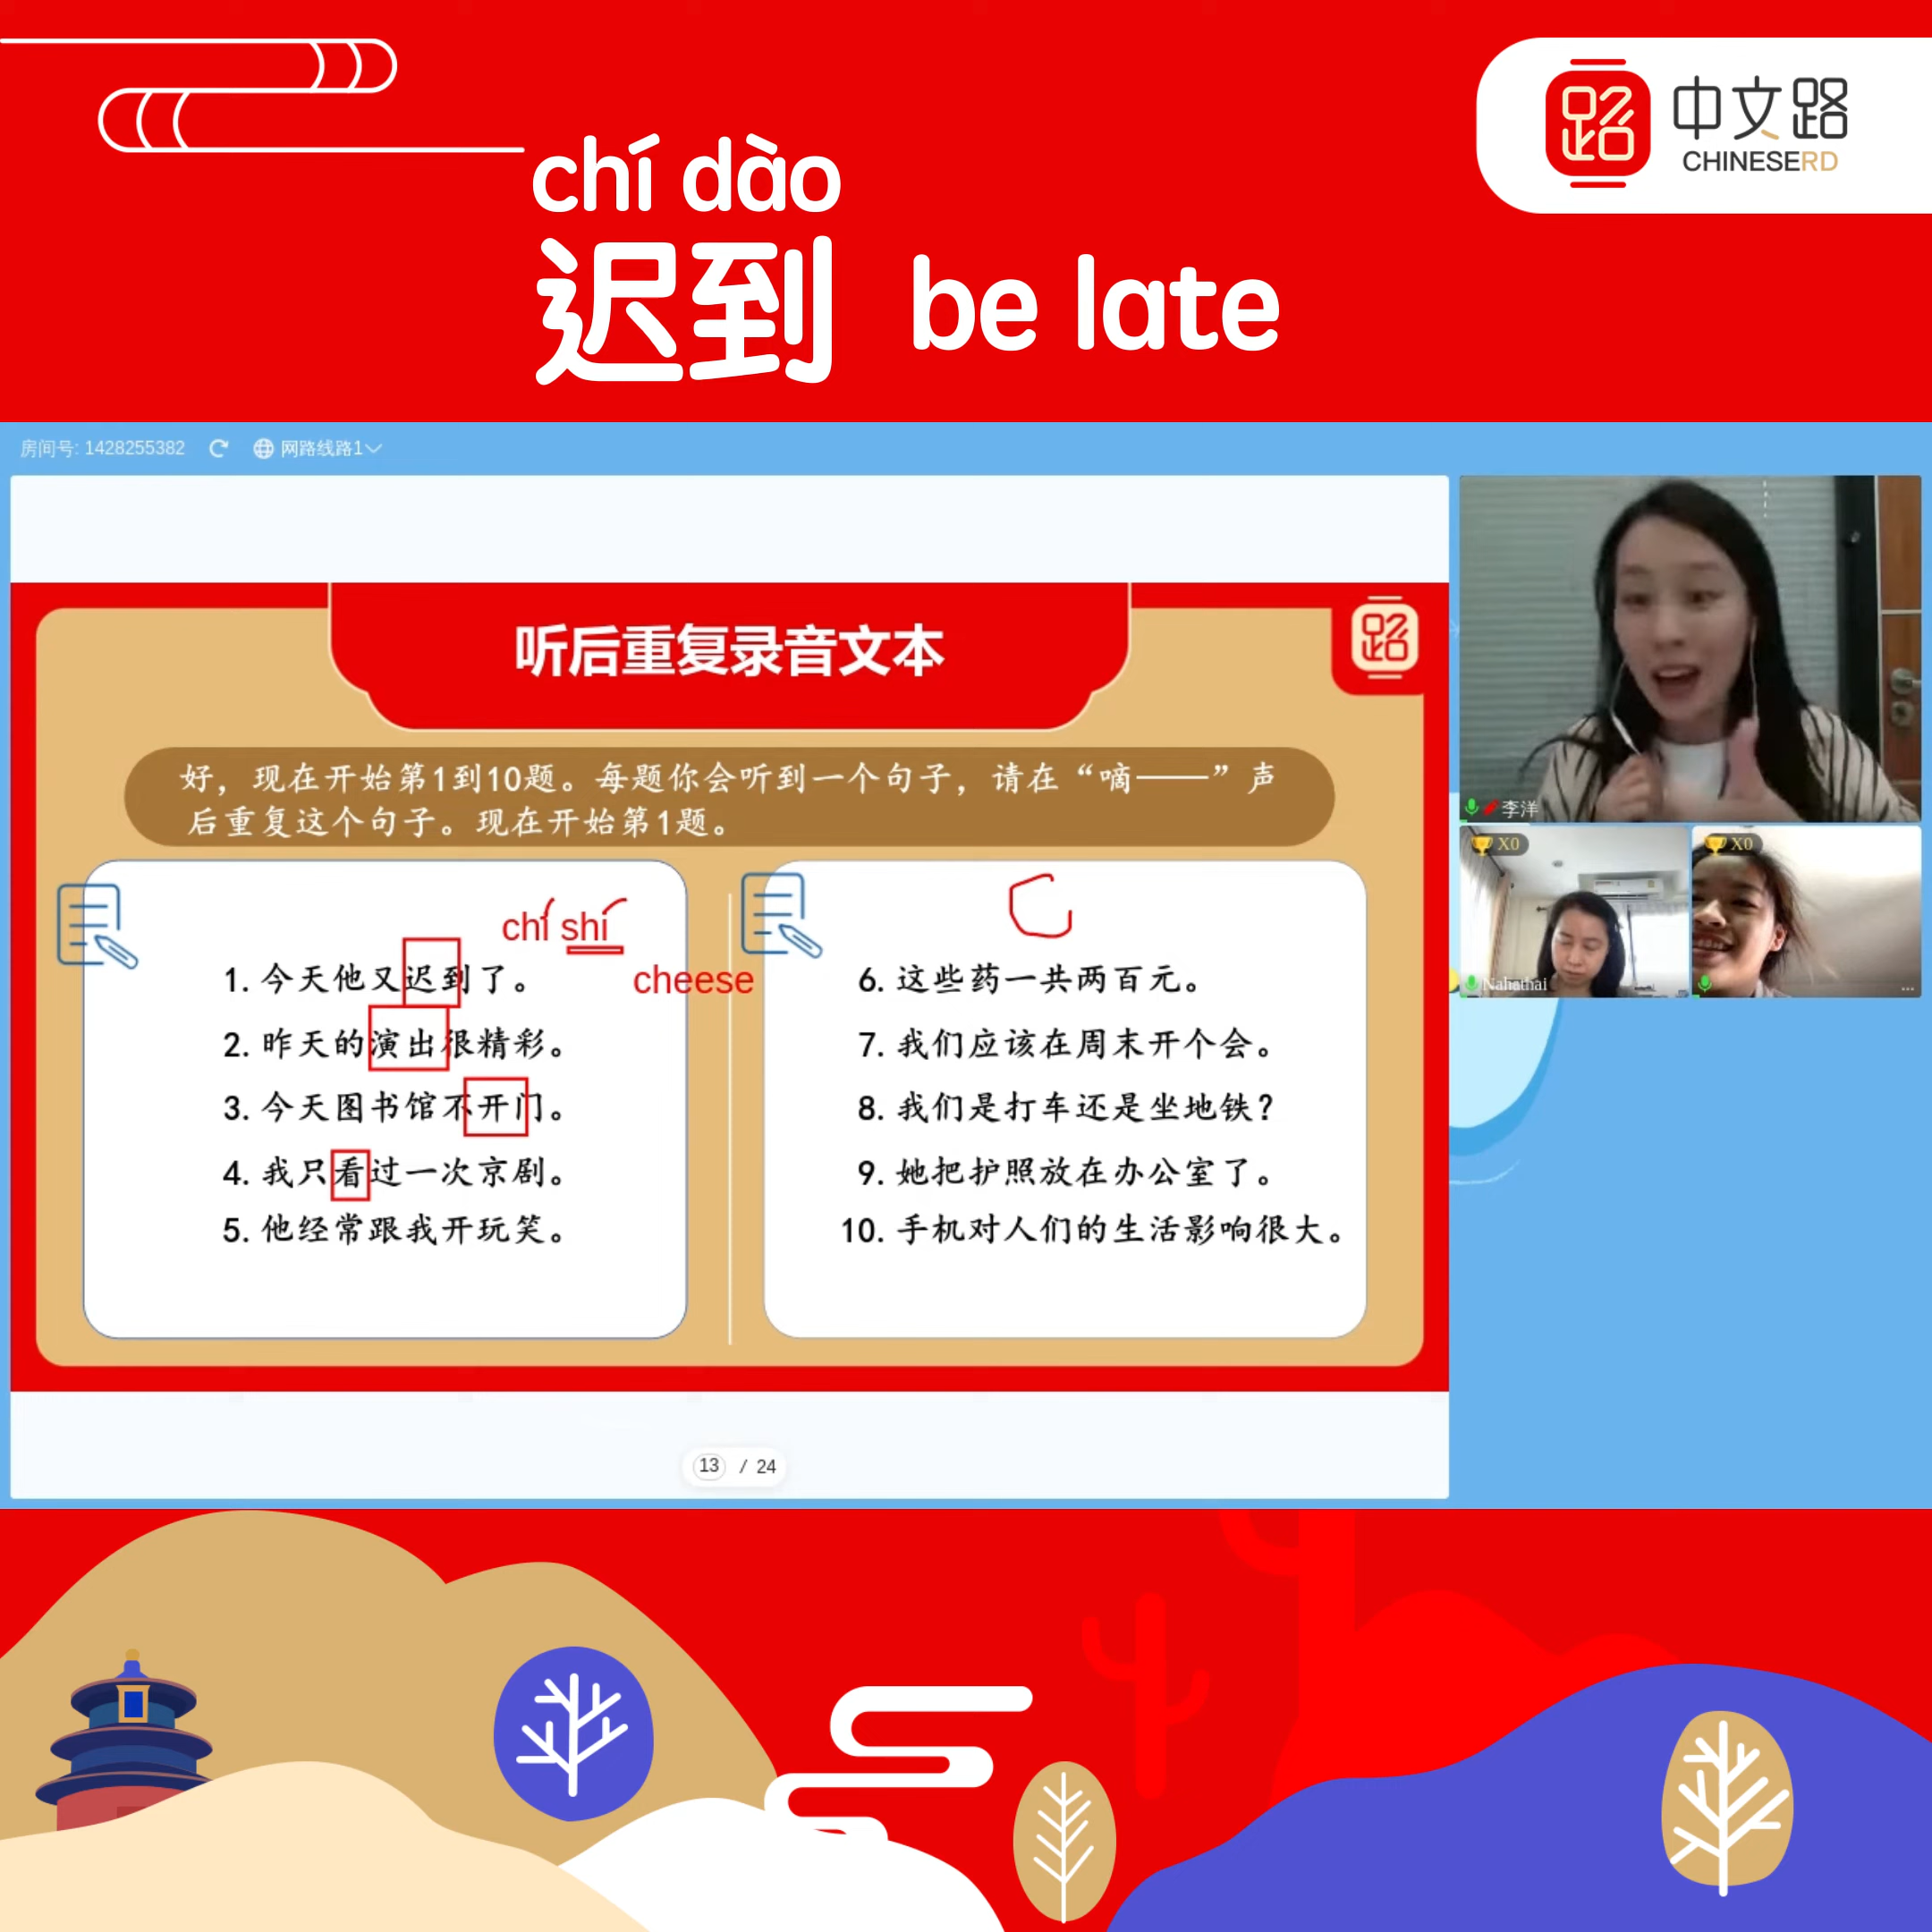 chí dào
迟到 be late
路 中文路
CHINESERD
房间号: 1428255382 网路线路1
听后重复录音文本
路
好，现在开始第1到10题。每题你会听到一个句子，请在“嘀——”声
后重复这个句子。现在开始第1题。
chí shí
cheese
1. 今天他又迟到了。
2. 昨天的演出很精彩。
3. 今天图书馆不开门。
4. 我只看过一次京剧。
5. 他经常跟我开玩笑。
6. 这些药一共两百元。
7. 我们应该在周末开个会。
8. 我们是打车还是坐地铁？
9. 她把护照放在办公室了。
10. 手机对人们的生活影响很大。
李洋
X0
X0
Nahathai
13 / 24